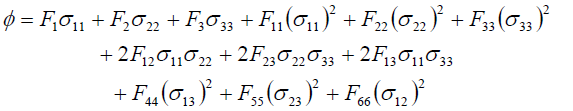 ϕ = F₁σ₁₁ + F₂σ₂₂ + F₃σ₃₃ + F₁₁(σ₁₁)² + F₂₂(σ₂₂)² + F₃₃(σ₃₃)²
+ 2F₁₂σ₁₁σ₂₂ + 2F₂₃σ₂₂σ₃₃ + 2F₁₃σ₁₁σ₃₃
+ F₄₄(σ₁₃)² + F₅₅(σ₂₃)² + F₆₆(σ₁₂)²